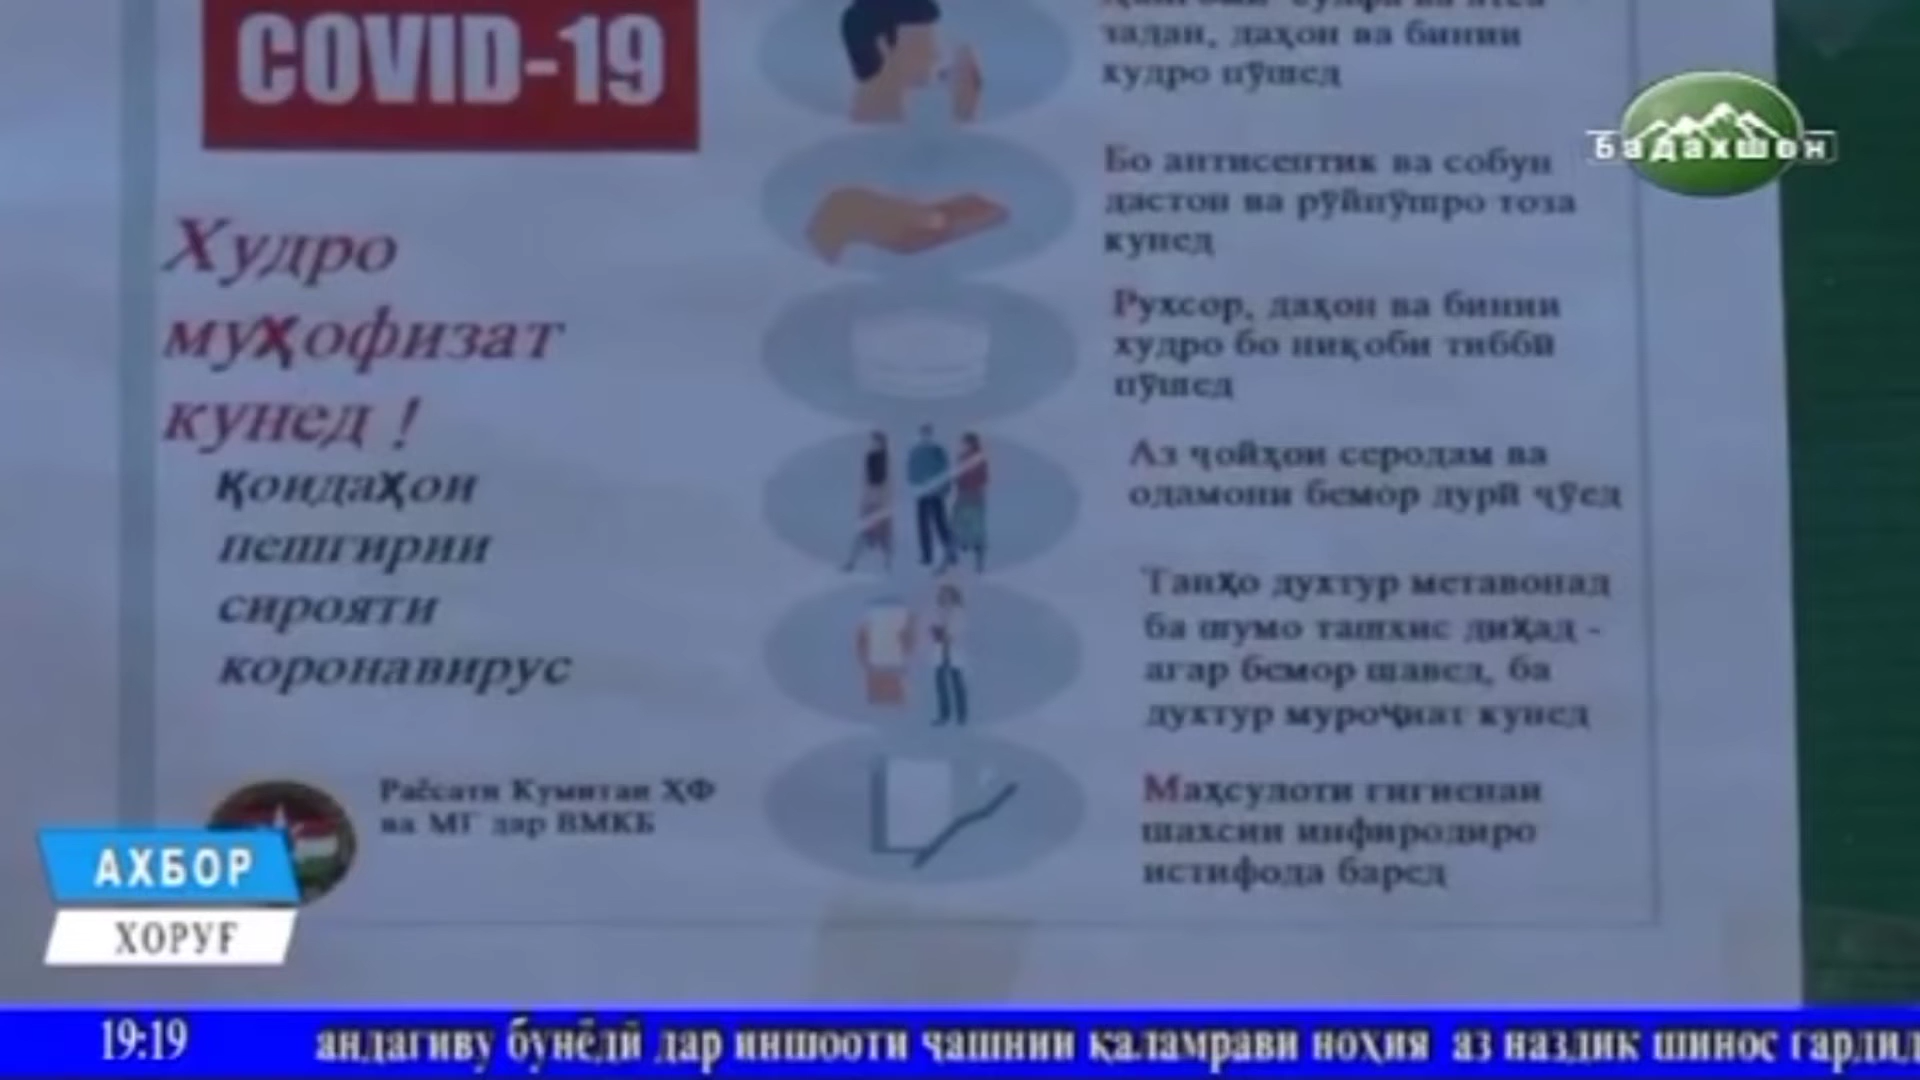 COVID-19
Худро
муҳофизат
кунед !
қоидаҳои
пешгирии
сирояти
коронавирус
Раёсати Кумитаи ҲФ
ва МГ дар ВМКБ
задан, даҳон ва бинии
худро пӯшед
Бо антисептик ва собун
дастон ва рӯйпӯшро тоза
кунед
Рухсор, даҳон ва бинии
худро бо ниқоби тиббӣ
пӯшед
Аз ҷойҳои серодам ва
одамони бемор дурӣ ҷӯед
Танҳо духтур метавонад
ба шумо ташхис диҳад -
агар бемор шавед, ба
духтур муроҷиат кунед
Маҳсулоти гигиенаи
шахсии инфиродиро
истифода баред
Бадахшон
АХБОР
ХОРУҒ
19:19
андагиву бунёдӣ дар иншооти ҷашнии қаламрави ноҳия аз наздик шинос гардид